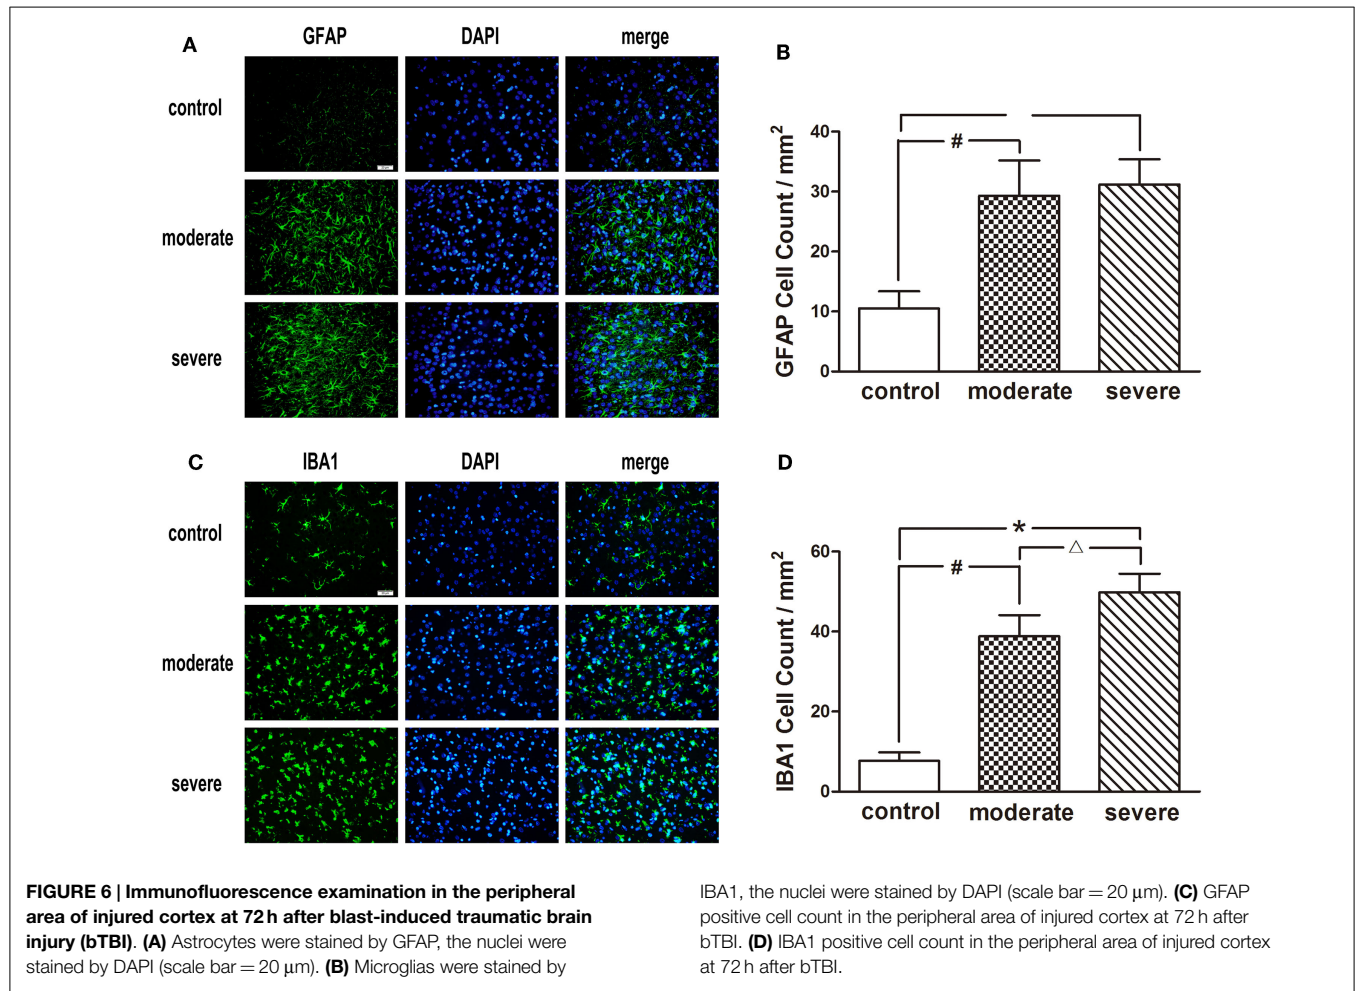 A
GFAP
DAPI
merge
control
moderate
severe
B
GFAP Cell Count / mm2
40
30
20
10
0
#
control
moderate
severe
C
IBA1
DAPI
merge
control
moderate
severe
D
IBA1 Cell Count / mm2
60
40
20
0
*
△
#
control
moderate
severe
FIGURE 6 | Immunofluorescence examination in the peripheral
area of injured cortex at 72 h after blast-induced traumatic brain
injury (bTBI). (A) Astrocytes were stained by GFAP, the nuclei were
stained by DAPI (scale bar = 20 μm). (B) Microglias were stained by
IBA1, the nuclei were stained by DAPI (scale bar = 20 μm). (C) GFAP
positive cell count in the peripheral area of injured cortex at 72 h after
bTBI. (D) IBA1 positive cell count in the peripheral area of injured cortex
at 72 h after bTBI.